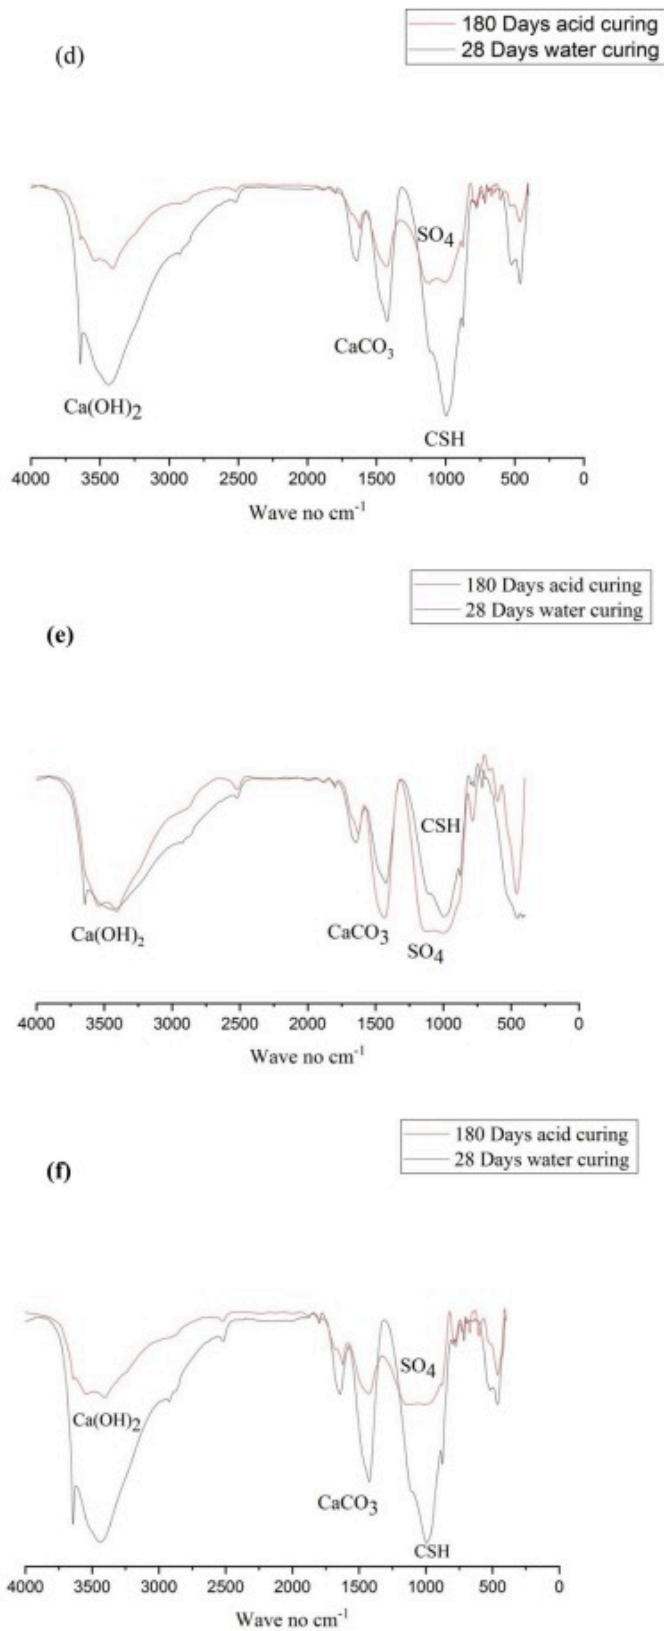 (d)
180 Days acid curing
28 Days water curing
SO4
CaCO3
Ca(OH)2
CSH
4000 3500 3000 2500 2000 1500 1000 500 0
Wave no cm-1
(e)
180 Days acid curing
28 Days water curing
CSH
Ca(OH)2
CaCO3
SO4
4000 3500 3000 2500 2000 1500 1000 500 0
Wave no cm-1
(f)
180 Days acid curing
28 Days water curing
SO4
Ca(OH)2
CaCO3
CSH
4000 3500 3000 2500 2000 1500 1000 500 0
Wave no cm-1